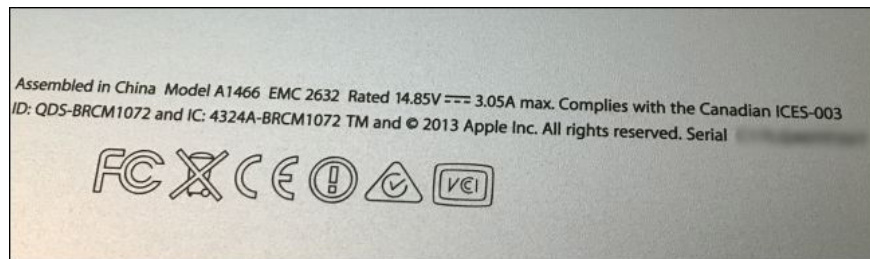 Assembled in China Model A1466 EMC 2632 Rated 14.85V 3.05A max. Complies with the Canadian ICES-003
ID: QDS-BRCM1072 and IC: 4324A-BRCM1072 TM and © 2013 Apple Inc. All rights reserved. Serial
FC CE VCI